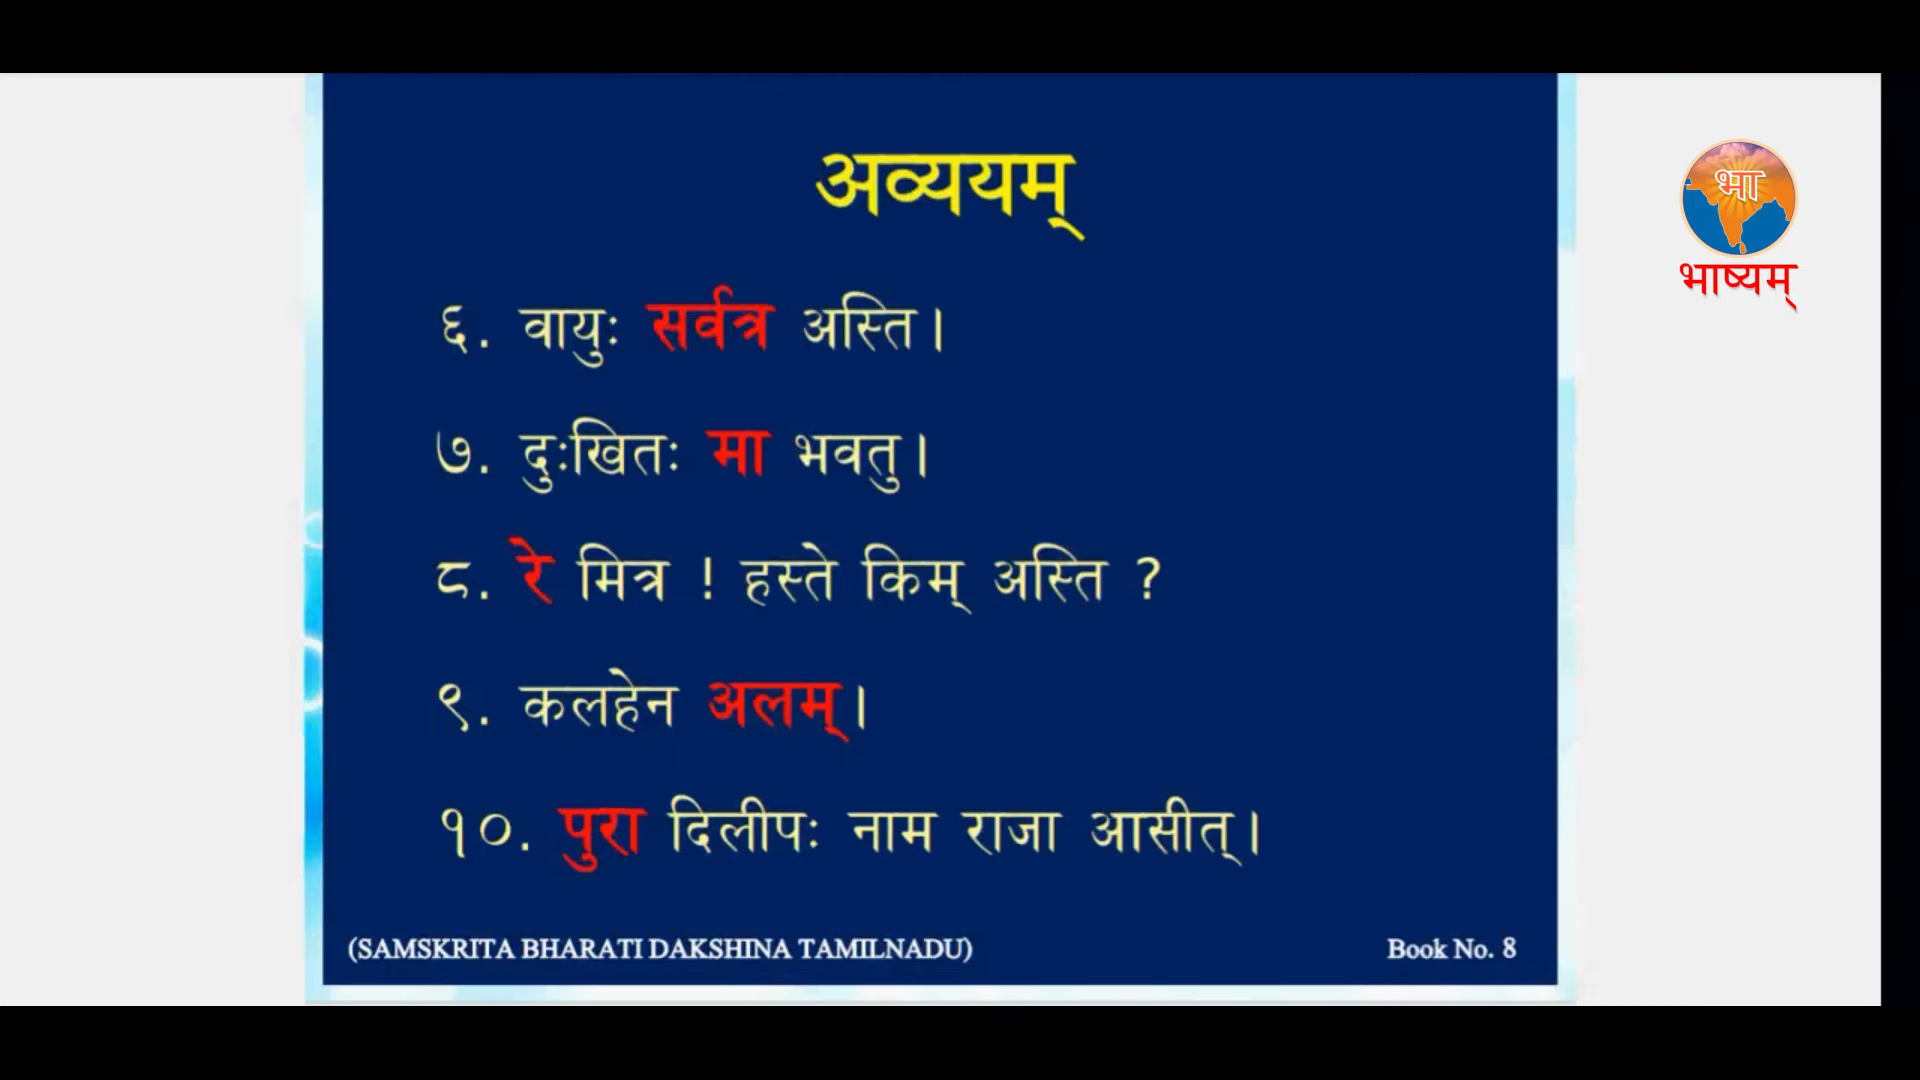 अव्ययम्
भा
भाष्यम्
६. वायुः सर्वत्र अस्ति।
७. दुःखितः मा भवतु।
८. रे मित्र ! हस्ते किम् अस्ति ?
९. कलहेन अलम्।
१०. पुरा दिलीपः नाम राजा आसीत्।
(SAMSKRITA BHARATI DAKSHINA TAMILNADU) Book No. 8